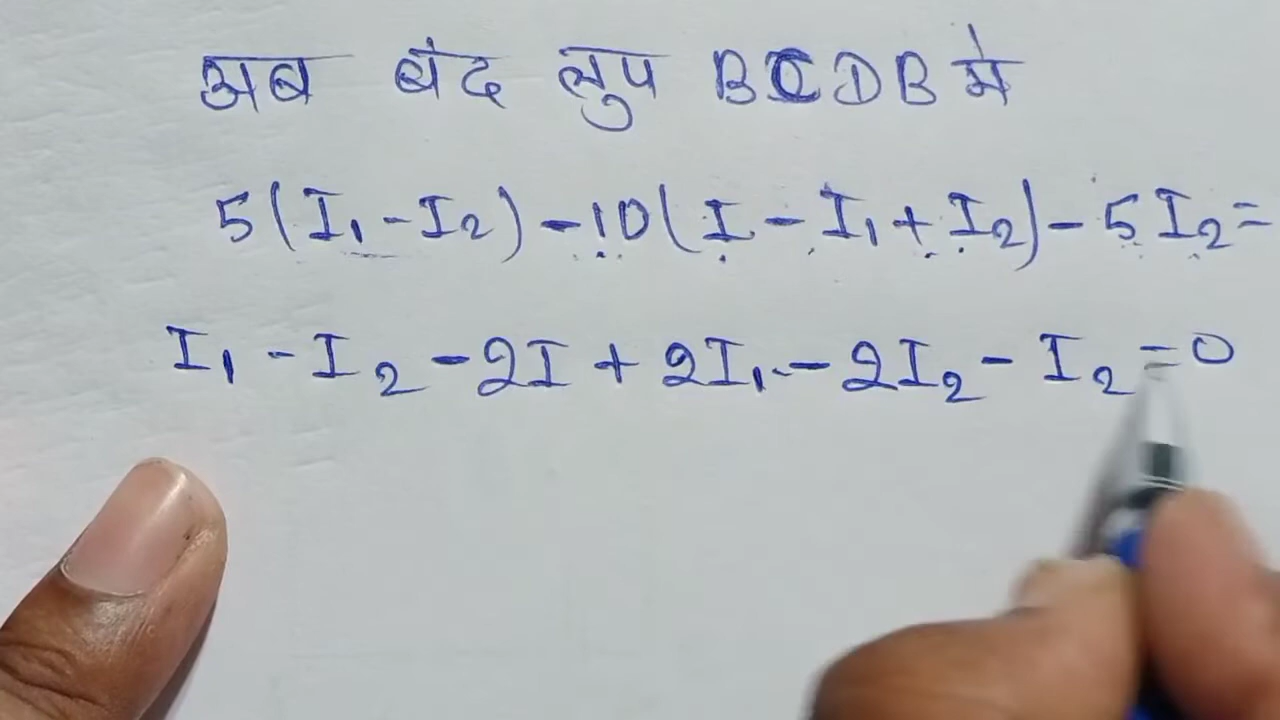 अब बंद लुप BCDB मे
5(I₁ - I₂) - 10(I - I₁ + I₂) - 5I₂ =
I₁ - I₂ - 2I + 2I₁ - 2I₂ - I₂ = 0